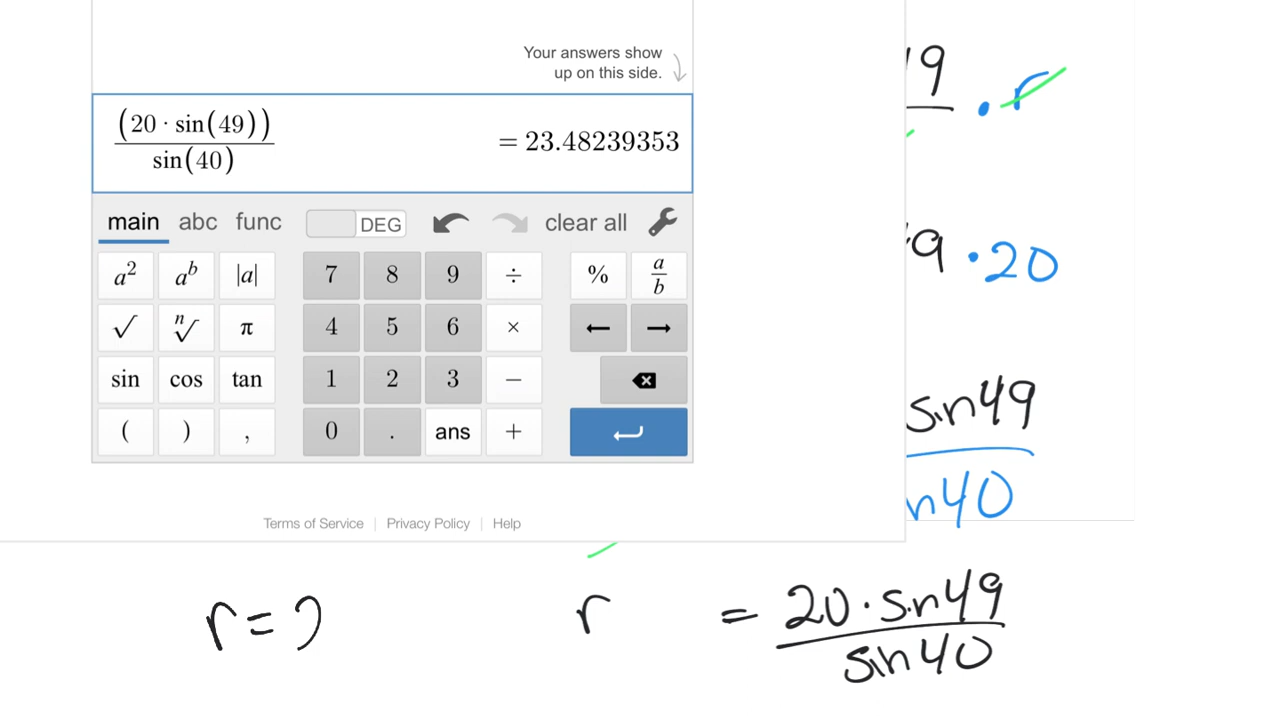 Your answers show
up on this side.
(20 · sin(49))
sin(40)
= 23.48239353
main abc func DEG clear all
a² aᵇ |a| 7 8 9 ÷ % a/b
√ ⁿ√ π 4 5 6 × ← →
sin cos tan 1 2 3 −
( ) , 0 . ans +
Terms of Service | Privacy Policy | Help
9 · r
9 · 20
sin49
n40
r = ?
r = 20 · sin49
sin40